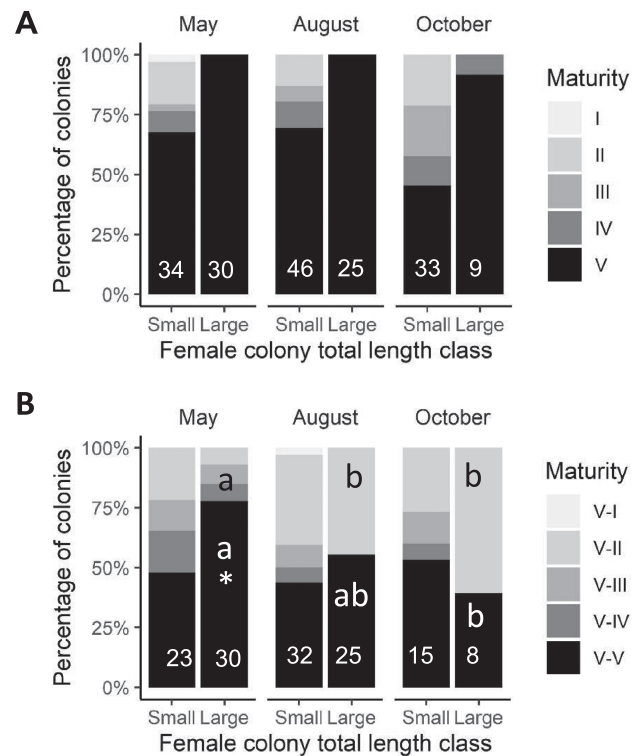 A
May August October
100%
75%
50%
25%
0%
Percentage of colonies
34 30 46 25 33 9
Small Large Small Large Small Large
Female colony total length class
Maturity
I
II
III
IV
V
B
May August October
100%
75%
50%
25%
0%
Percentage of colonies
a b b
a
*
ab
b
23 30 32 25 15 8
Small Large Small Large Small Large
Female colony total length class
Maturity
V-I
V-II
V-III
V-IV
V-V